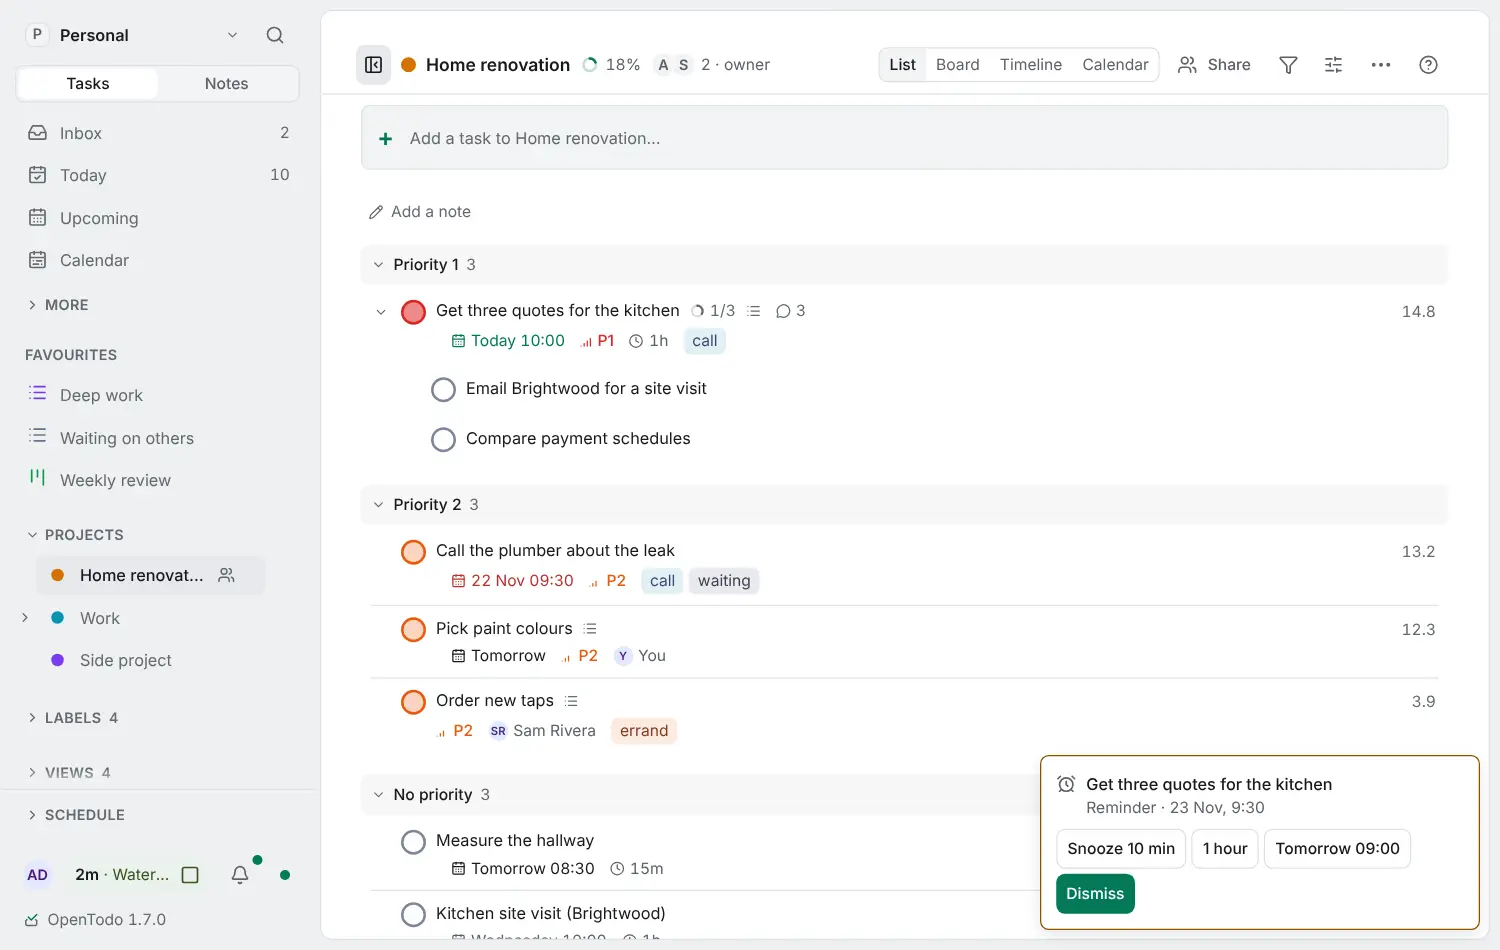 P Personal
Tasks Notes
Inbox 2
Today 10
Upcoming
Calendar
MORE
FAVOURITES
Deep work
Waiting on others
Weekly review
PROJECTS
Home renovat...
Work
Side project
LABELS 4
VIEWS 4
SCHEDULE
AD 2m · Water...
OpenTodo 1.7.0
Home renovation 18% A S 2 · owner List Board Timeline Calendar Share
Add a task to Home renovation...
Add a note
Priority 1 3
Get three quotes for the kitchen 1/3 3 14.8
Today 10:00 P1 1h call
Email Brightwood for a site visit
Compare payment schedules
Priority 2 3
Call the plumber about the leak 13.2
22 Nov 09:30 P2 call waiting
Pick paint colours 12.3
Tomorrow P2 Y You
Order new taps 3.9
P2 SR Sam Rivera errand
No priority 3
Measure the hallway
Tomorrow 08:30 15m
Kitchen site visit (Brightwood)
Wednesday 10:00 1h
Get three quotes for the kitchen
Reminder · 23 Nov, 9:30
Snooze 10 min 1 hour Tomorrow 09:00
Dismiss